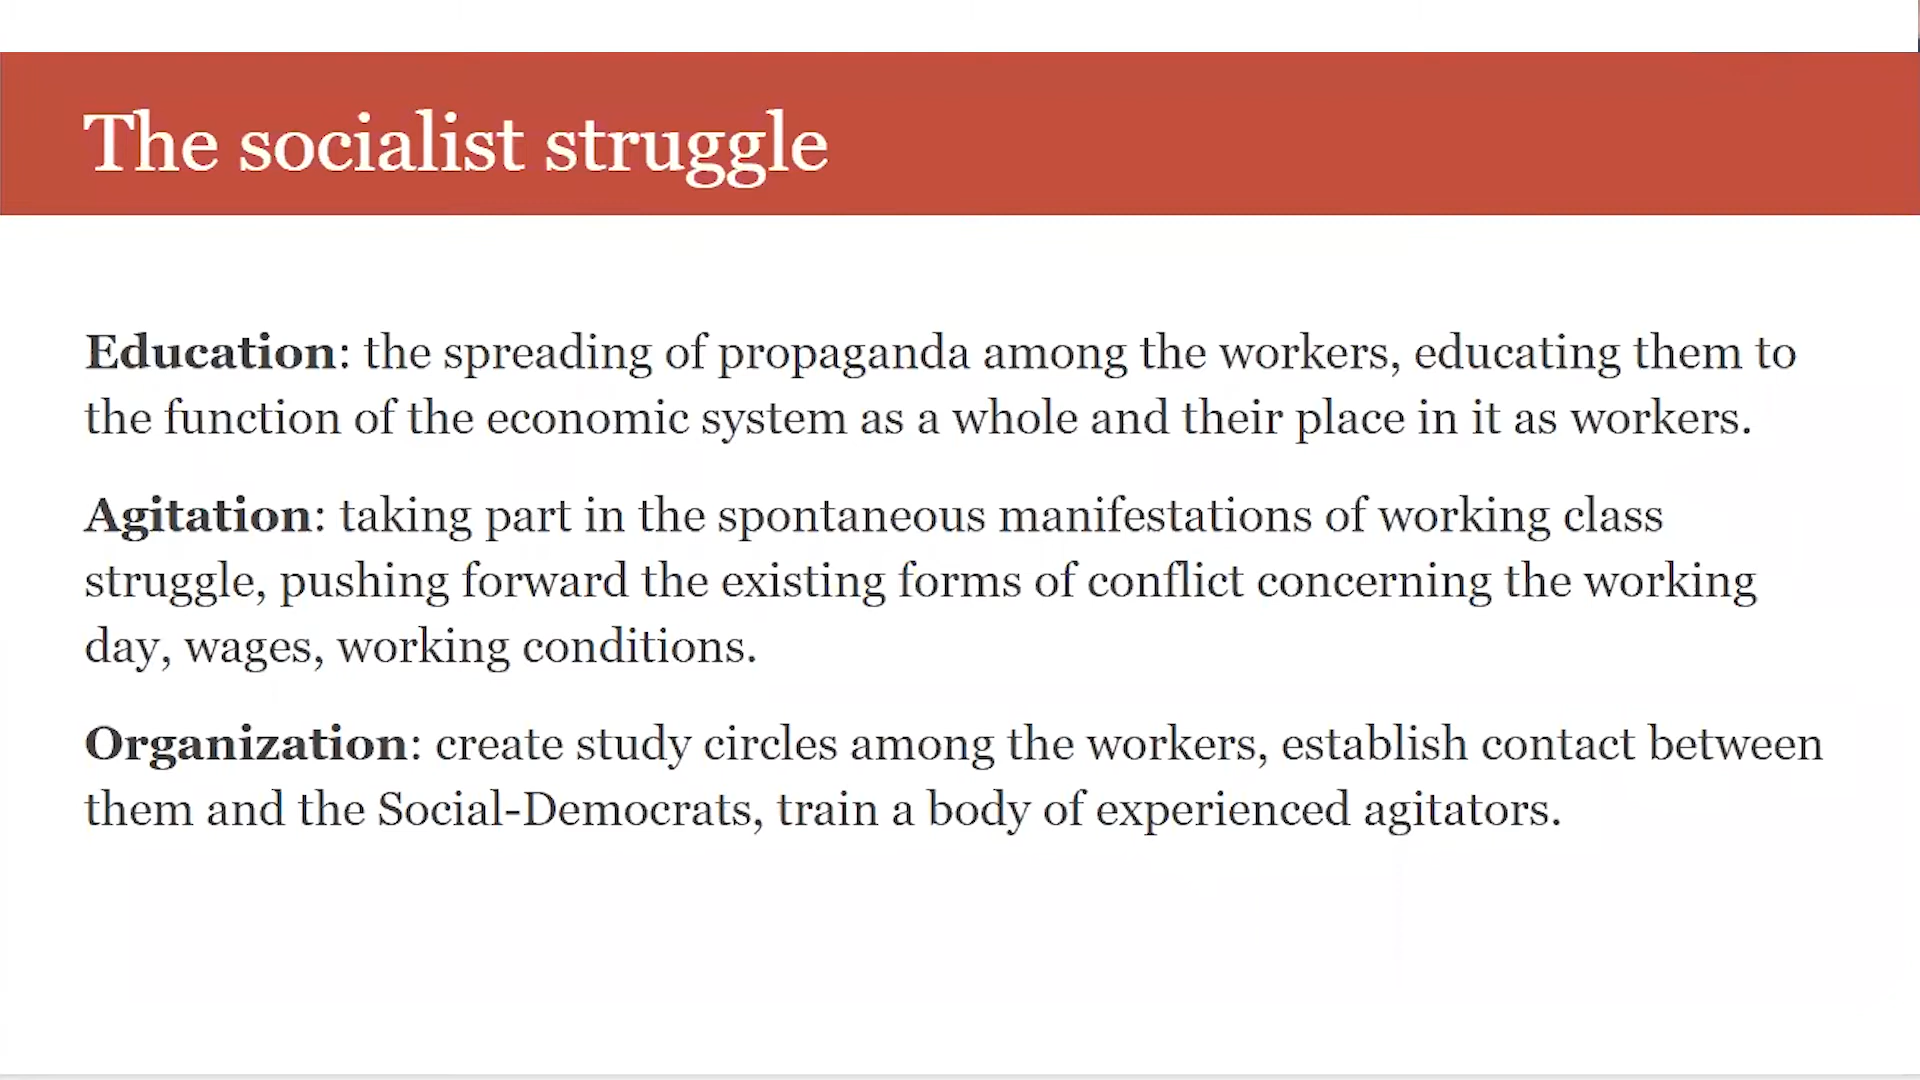 The socialist struggle
Education: the spreading of propaganda among the workers, educating them to
the function of the economic system as a whole and their place in it as workers.
Agitation: taking part in the spontaneous manifestations of working class
struggle, pushing forward the existing forms of conflict concerning the working
day, wages, working conditions.
Organization: create study circles among the workers, establish contact between
them and the Social-Democrats, train a body of experienced agitators.